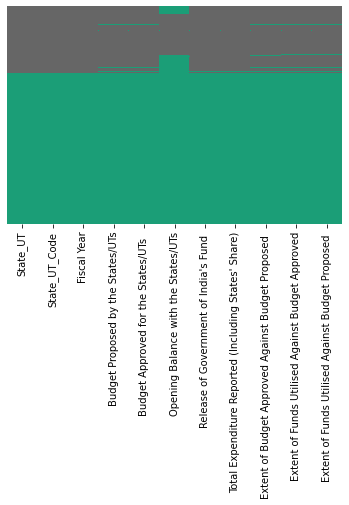 State_UT
State_UT_Code
Fiscal Year
Budget Proposed by the States/UTs
Budget Approved for the States/UTs
Opening Balance with the States/UTs
Release of Government of India's Fund
Total Expenditure Reported (Including States' Share)
Extent of Budget Approved Against Budget Proposed
Extent of Funds Utilised Against Budget Approved
Extent of Funds Utilised Against Budget Proposed